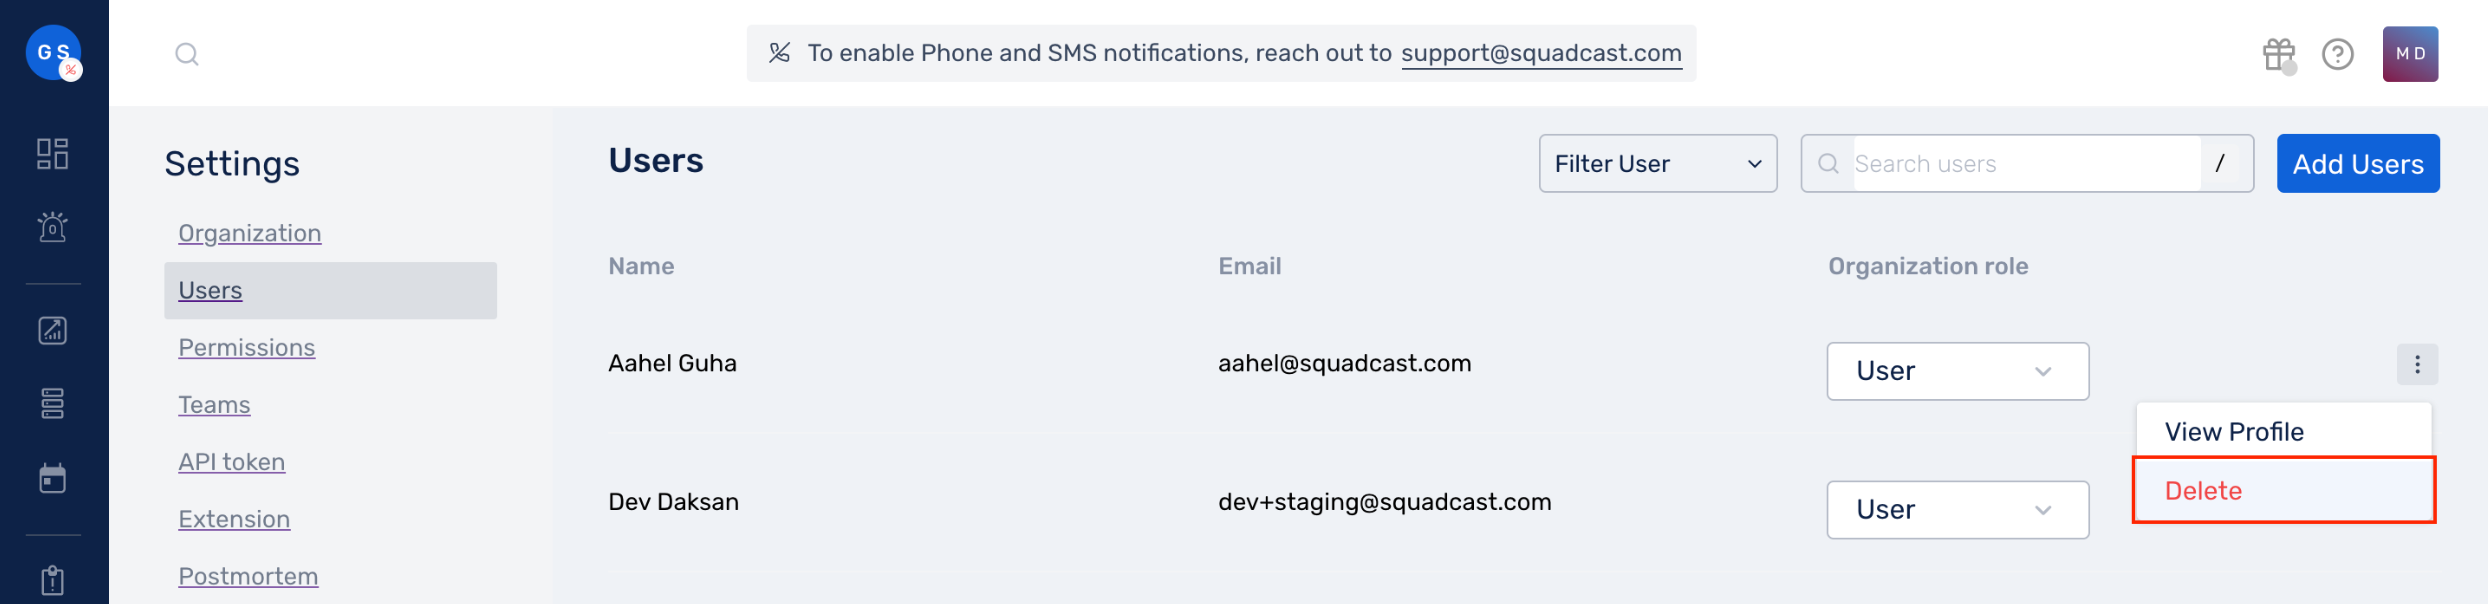 GS
To enable Phone and SMS notifications, reach out to support@squadcast.com
MD
Settings
Organization
Users
Permissions
Teams
API token
Extension
Postmortem
Users
Filter User
Search users
/
Add Users
Name Email Organization role
Aahel Guha aahel@squadcast.com User
View Profile
Delete
Dev Daksan dev+staging@squadcast.com User